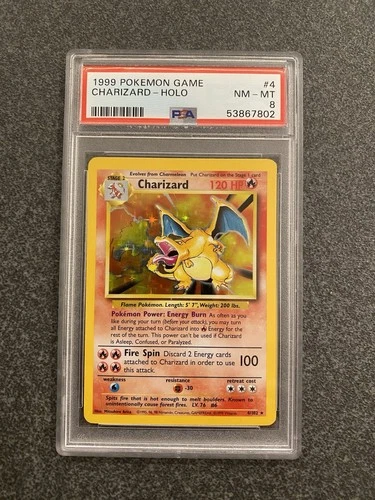 1999 POKEMON GAME #4
CHARIZARD - HOLO NM - MT
8
PSA 53867802
Evolves from Charmeleon Put Charizard on the Stage 1 card
STAGE 2
Charizard 120 HP
Flame Pokémon. Length: 5' 7", Weight: 200 lbs.
Pokémon Power: Energy Burn As often as you
like during your turn (before your attack), you may turn
all Energy attached to Charizard into Energy for the
rest of the turn. This power can't be used if Charizard
is Asleep, Confused, or Paralyzed.
Fire Spin Discard 2 Energy cards
attached to Charizard in order to use 100
this attack.
weakness resistance retreat cost
-30
Spits fire that is hot enough to melt boulders. Known to
unintentionally cause forest fires. LV. 76 #6
4/102